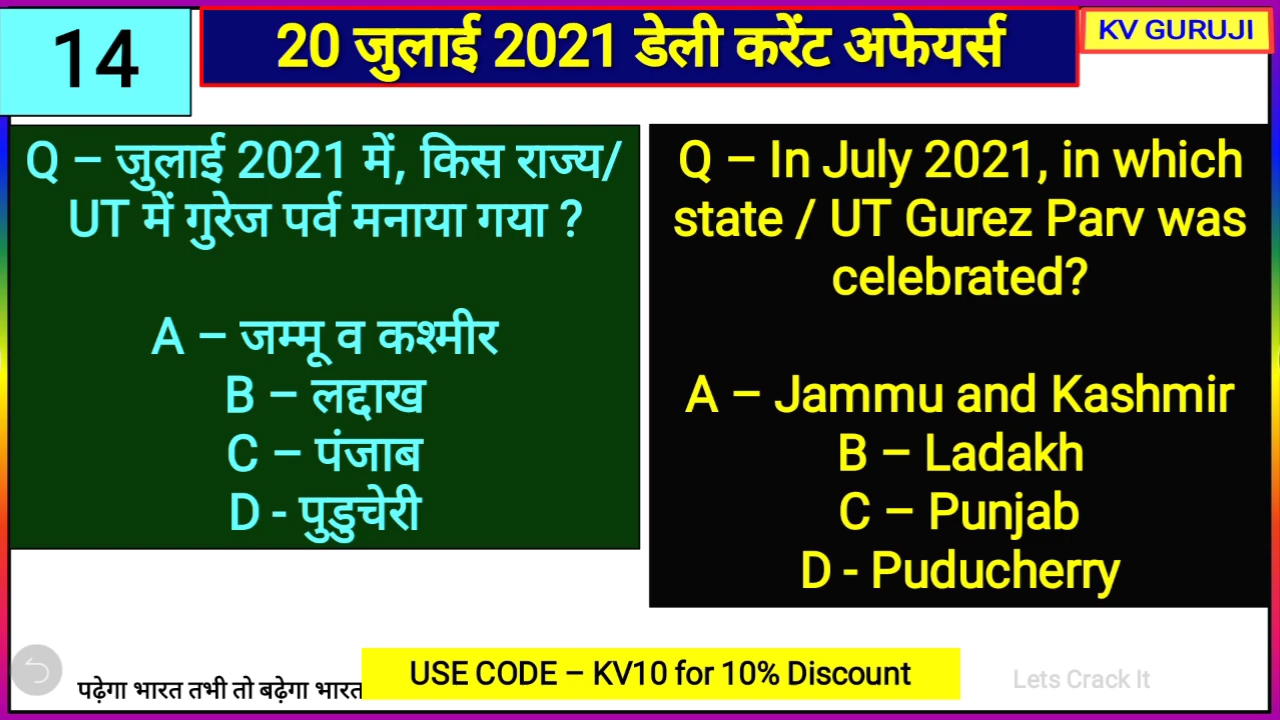 14
20 जुलाई 2021 डेली करेंट अफेयर्स
KV GURUJI
Q – जुलाई 2021 में, किस राज्य/
UT में गुरेज पर्व मनाया गया ?
A – जम्मू व कश्मीर
B – लद्दाख
C – पंजाब
D - पुडुचेरी
Q – In July 2021, in which
state / UT Gurez Parv was
celebrated?
A – Jammu and Kashmir
B – Ladakh
C – Punjab
D - Puducherry
पढ़ेगा भारत तभी तो बढ़ेगा भारत
USE CODE – KV10 for 10% Discount
Lets Crack It